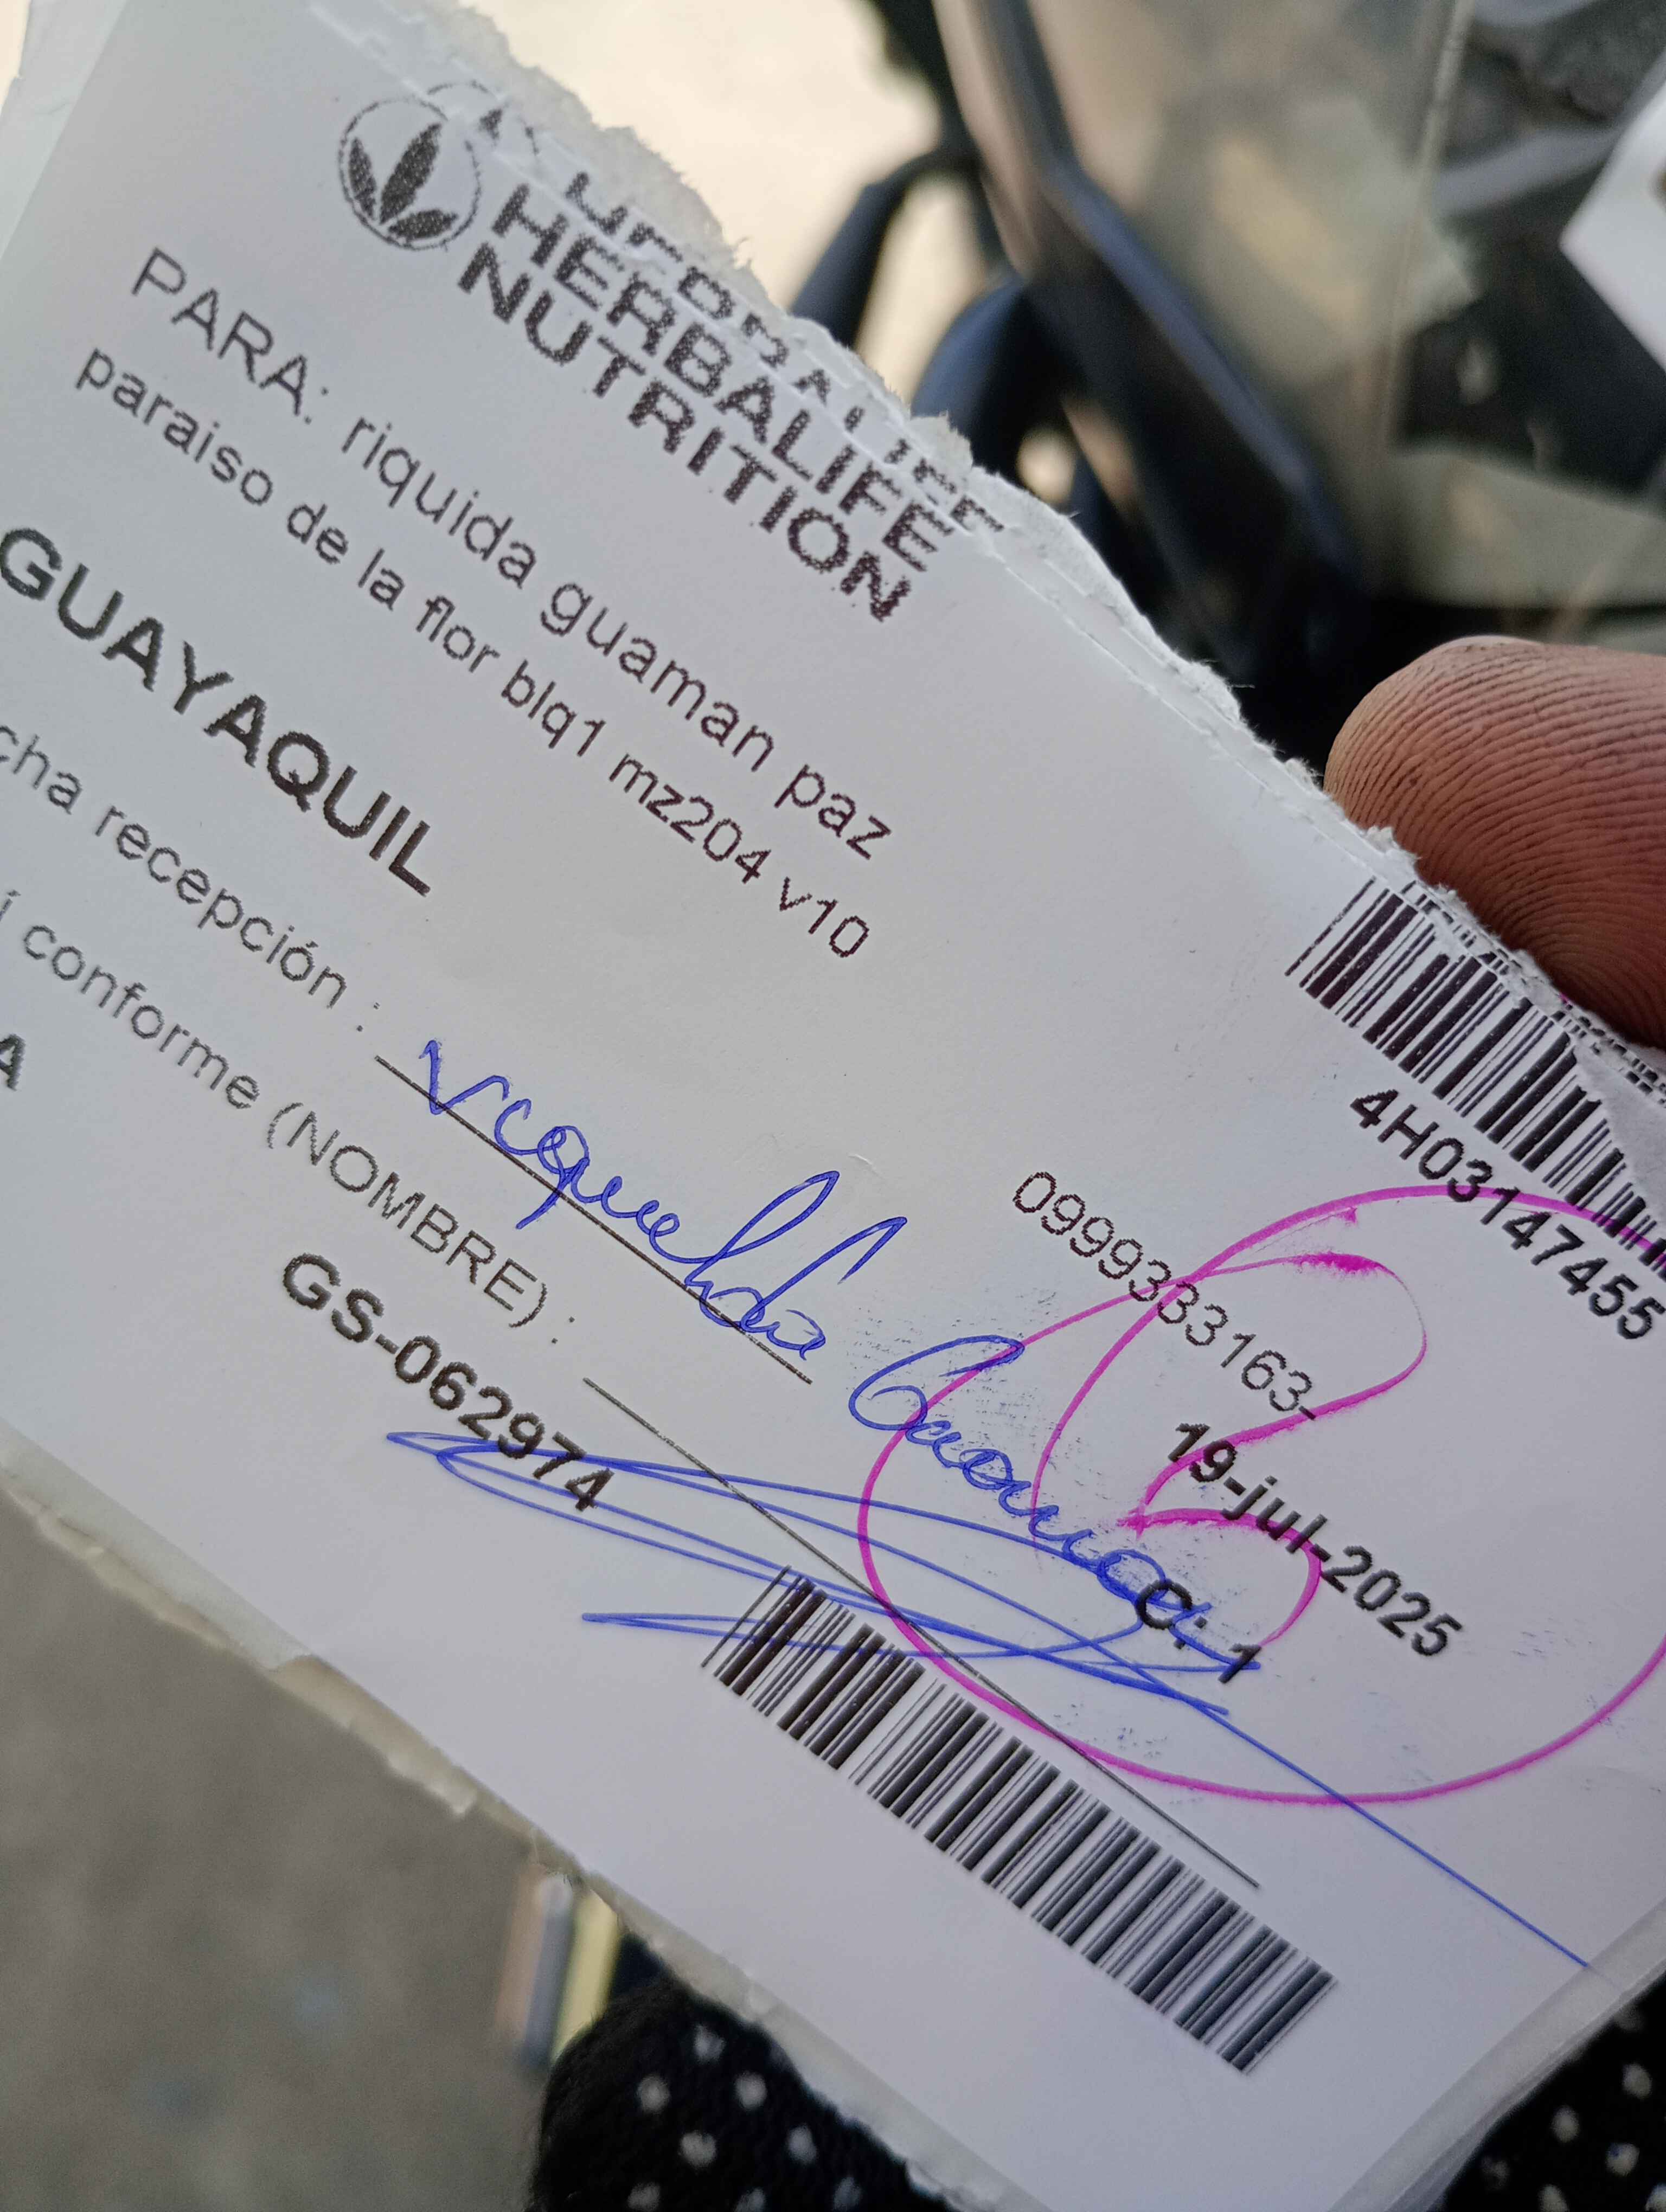 HERBALIFE
NUTRITION
PARA: riquida guaman paz
paraiso de la flor blq1 mz204 v10
GUAYAQUIL
4H03147455
cha recepción :
0999333163-
í conforme (NOMBRE) :
19-jul-2025
A
GS-062974
C: 1